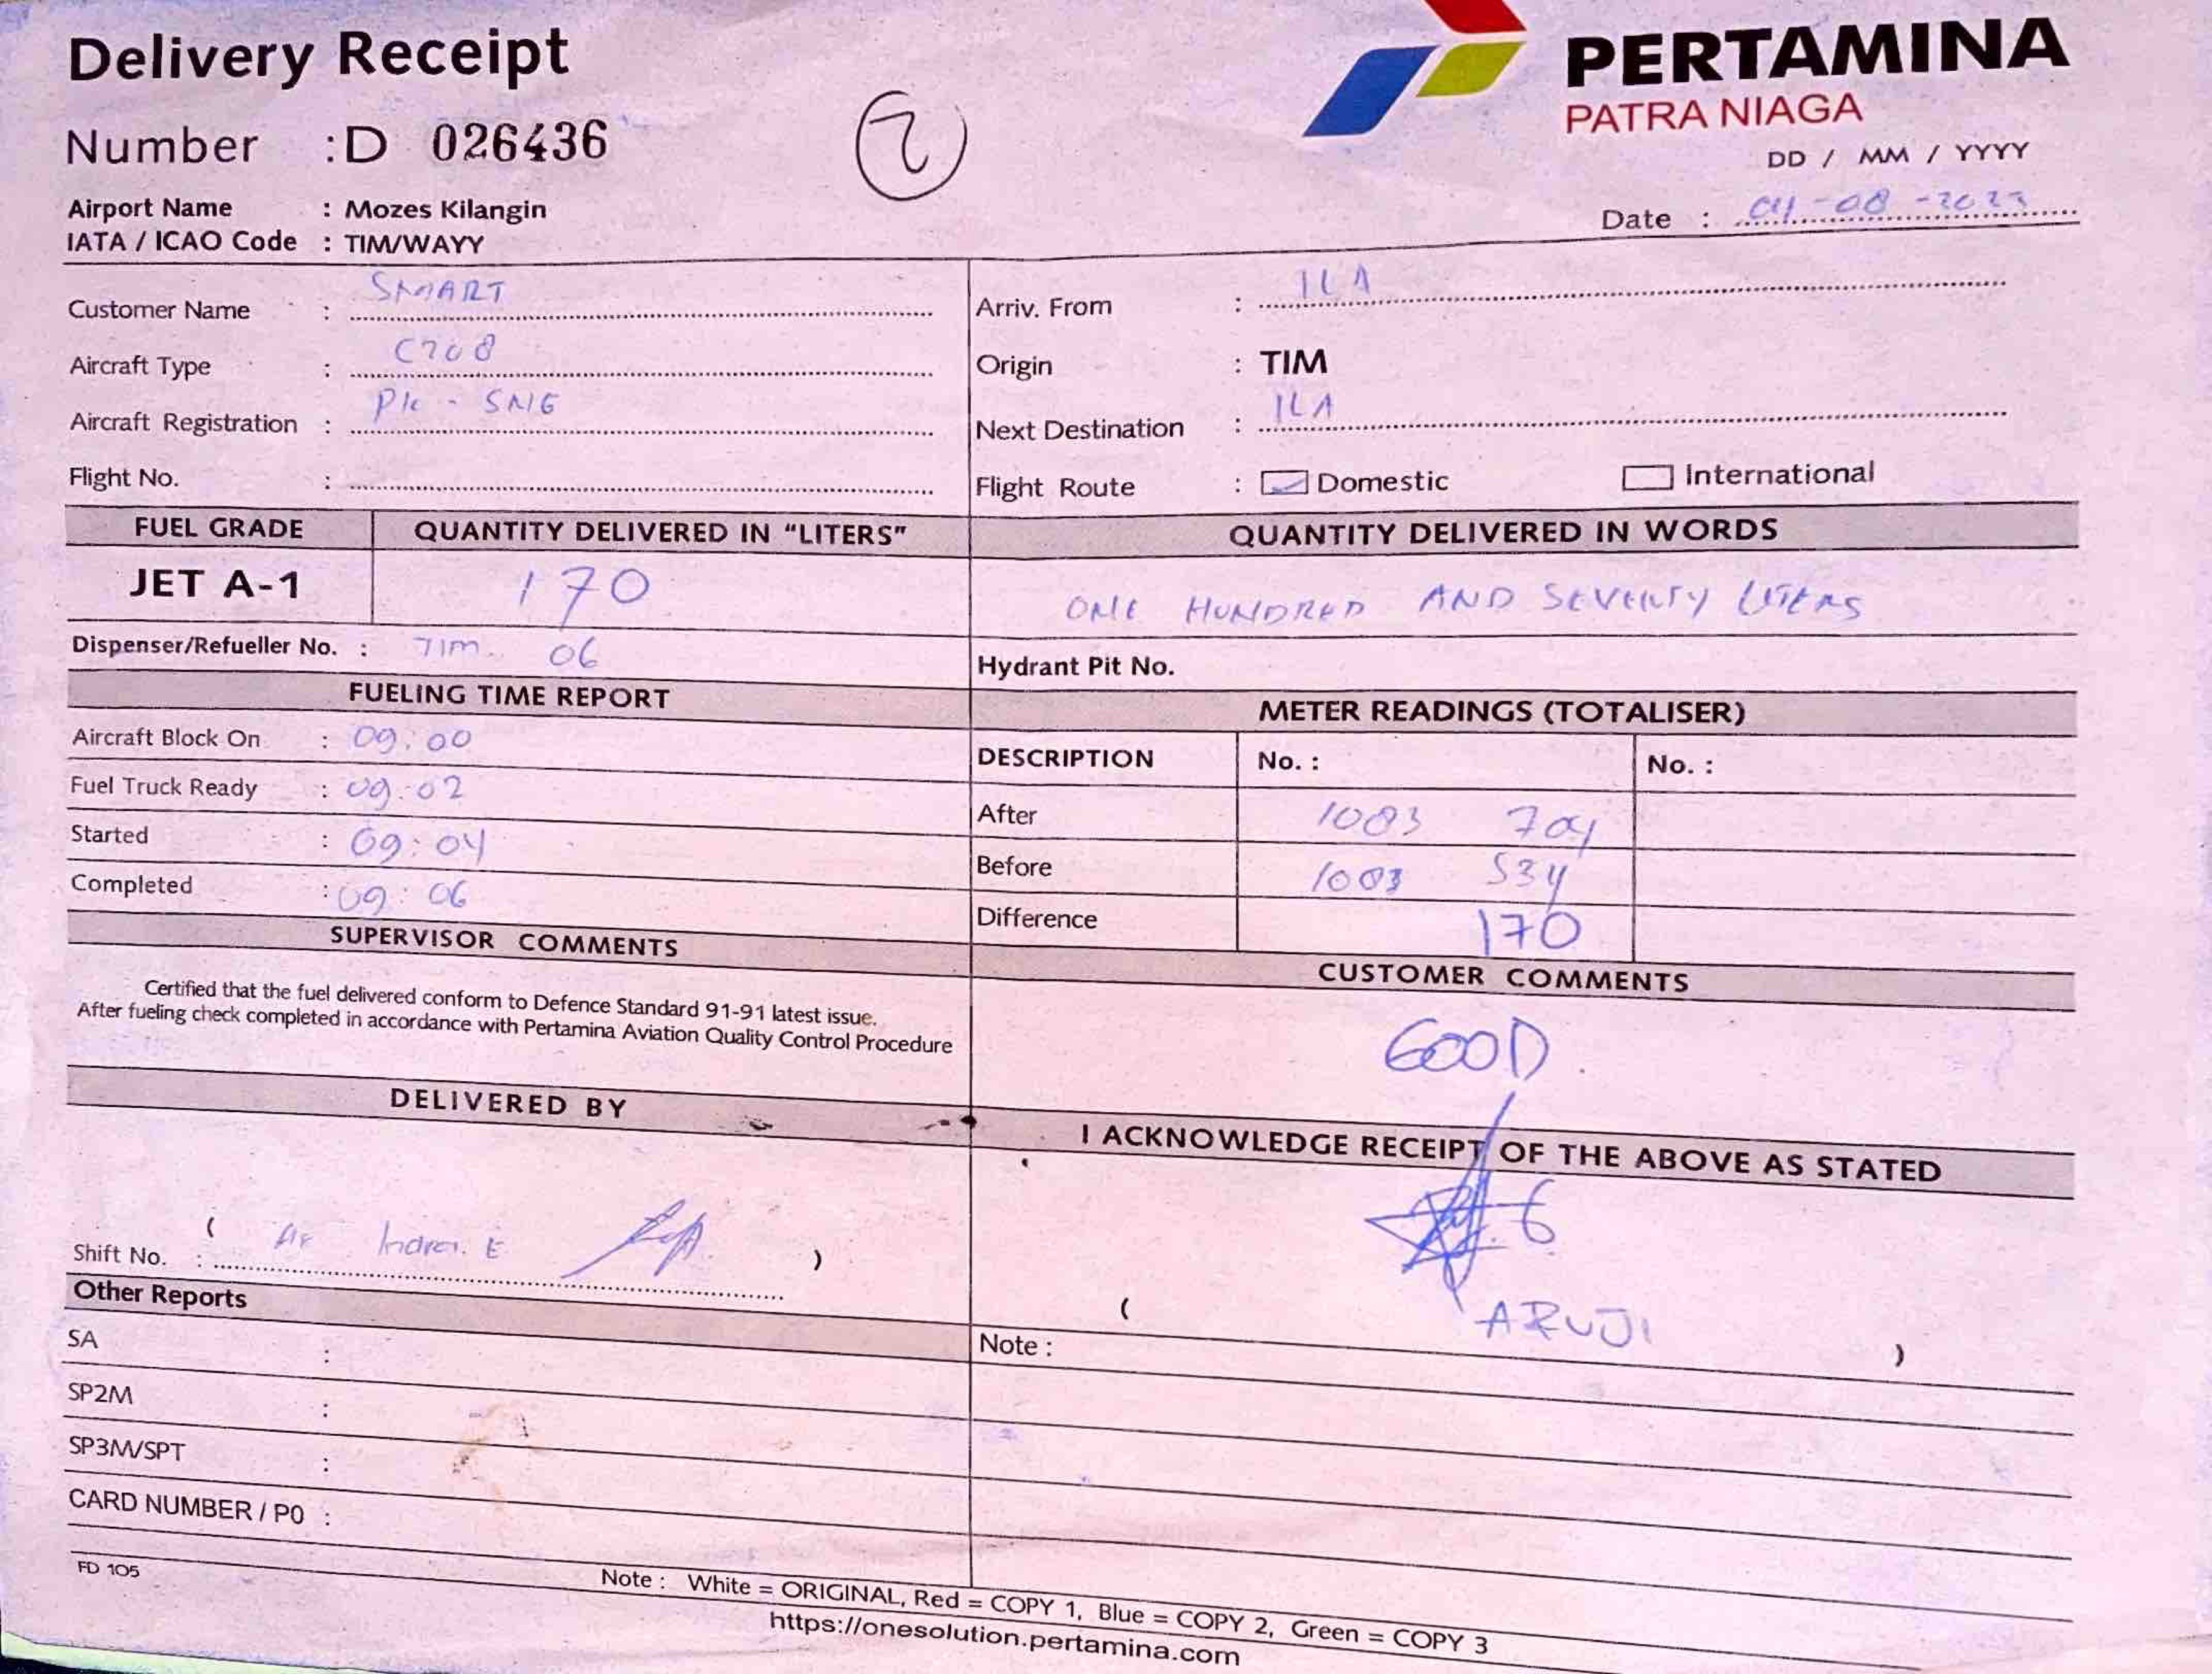 Delivery Receipt
PERTAMINA
PATRA NIAGA
Number :D 026436
2
DD / MM / YYYY
Airport Name : Mozes Kilangin
Date : 04-08-2023
IATA / ICAO Code : TIM/WAYY
Customer Name : SMART
Arriv. From : ILA
Aircraft Type : C208
Origin : TIM
Aircraft Registration : PK - SNG
Next Destination : ILA
Flight No. :
Flight Route : Domestic International
FUEL GRADE QUANTITY DELIVERED IN “LITERS” QUANTITY DELIVERED IN WORDS
JET A-1 170 ONE HUNDRED AND SEVENTY LITERS
Dispenser/Refueller No. : TIM 06
Hydrant Pit No.
FUELING TIME REPORT
METER READINGS (TOTALISER)
Aircraft Block On : 09:00
DESCRIPTION No. : No. :
Fuel Truck Ready : 09:02
After 1003 704
Started : 09:04
Before 1003 534
Completed : 09:06
Difference 170
SUPERVISOR COMMENTS
CUSTOMER COMMENTS
Certified that the fuel delivered conform to Defence Standard 91-91 latest issue.
After fueling check completed in accordance with Pertamina Aviation Quality Control Procedure
GOOD.
DELIVERED BY
I ACKNOWLEDGE RECEIPT OF THE ABOVE AS STATED
( Indra. E )
Shift No. :
( ARUJI )
Other Reports
Note :
SA :
SP2M :
SP3M/SPT :
CARD NUMBER / PO :
FD 105
Note : White = ORIGINAL, Red = COPY 1, Blue = COPY 2, Green = COPY 3
https://onesolution.pertamina.com